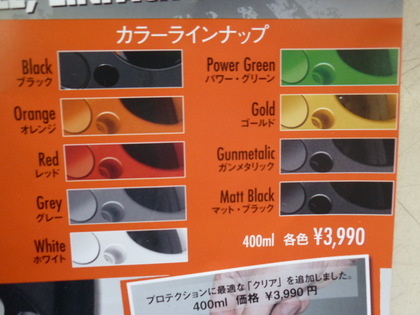 カラーラインナップ
Black
ブラック
Orange
オレンジ
Red
レッド
Grey
グレー
White
ホワイト
Power Green
パワー・グリーン
Gold
ゴールド
Gunmetalic
ガンメタリック
Matt Black
マット・ブラック
400ml 各色 ¥3,990
プロテクションに最適な「クリア」を追加しました。
400ml 価格 ¥3,990 円